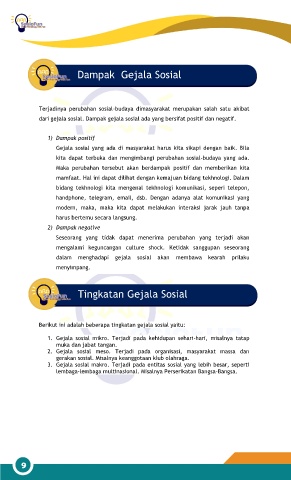 Dampak Gejala Sosial
Terjadinya perubahan sosial-budaya dimasyarakat merupakan salah satu akibat
dari gejala sosial. Dampak gejala sosial ada yang bersifat positif dan negatif.
1) Dampak positif
Gejala sosial yang ada di masyarakat harus kita sikapi dengan baik. Bila
kita dapat terbuka dan mengimbangi perubahan sosial-budaya yang ada.
Maka perubahan tersebut akan berdampak positif dan memberikan kita
mamfaat. Hal ini dapat dilihat dengan kemajuan bidang tekhnologi. Dalam
bidang tekhnologi kita mengenal tekhnologi komunikasi, seperti telepon,
handphone, telegram, email, dsb. Dengan adanya alat komunikasi yang
modern, maka, maka kita dapat melakukan interaksi jarak jauh tanpa
harus bertemu secara langsung.
2) Dampak negative
Seseorang yang tidak dapat menerima perubahan yang terjadi akan
mengalami keguncangan culture shock. Ketidak sanggupan seseorang
dalam menghadapi gejala sosial akan membawa kearah prilaku
menyimpang.
Tingkatan Gejala Sosial
Berikut ini adalah beberapa tingkatan gejala sosial yaitu:
1. Gejala sosial mikro. Terjadi pada kehidupan sehari-hari, misalnya tatap
muka dan jabat tangan.
2. Gejala sosial meso. Terjadi pada organisasi, masyarakat massa dan
gerakan sosial. Misalnya keanggotaan klub olahraga.
3. Gejala sosial makro. Terjadi pada entitas sosial yang lebih besar, seperti
lembaga-lembaga multinasional. Misalnya Perserikatan Bangsa-Bangsa.
9